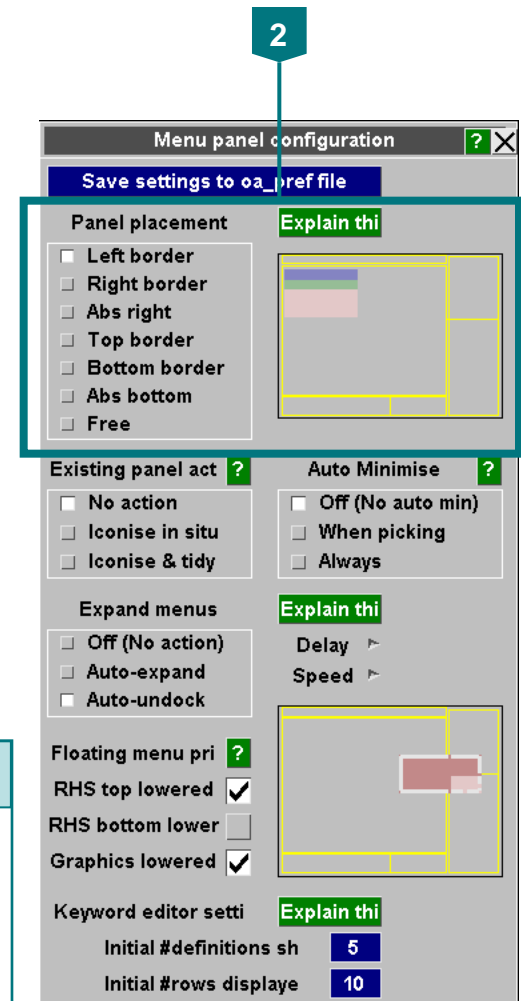 2
Menu panel configuration ? X
Save settings to oa_pref file
Panel placement Explain thi
Left border
Right border
Abs right
Top border
Bottom border
Abs bottom
Free
Existing panel act ? Auto Minimise ?
No action Off (No auto min)
Iconise in situ When picking
Iconise & tidy Always
Expand menus Explain thi
Off (No action) Delay
Auto-expand Speed
Auto-undock
Floating menu pri ?
RHS top lowered
RHS bottom lower
Graphics lowered
Keyword editor setti Explain thi
Initial #definitions sh 5
Initial #rows displaye 10